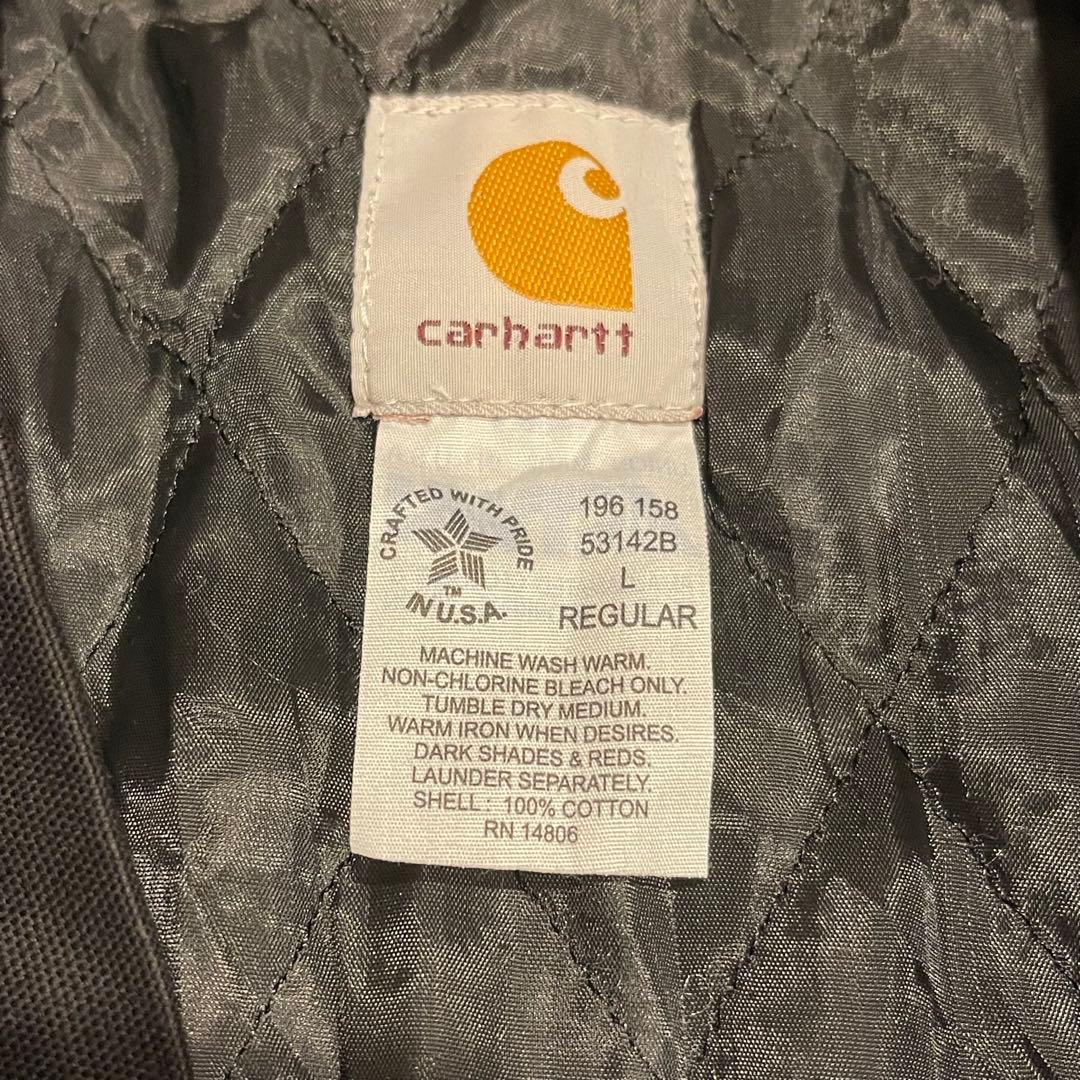 carhartt
CRAFTED WITH PRIDE
TM
IN U.S.A.
196 158
53142B
L
REGULAR
MACHINE WASH WARM.
NON-CHLORINE BLEACH ONLY.
TUMBLE DRY MEDIUM.
WARM IRON WHEN DESIRES.
DARK SHADES & REDS.
LAUNDER SEPARATELY.
SHELL : 100% COTTON
RN 14806